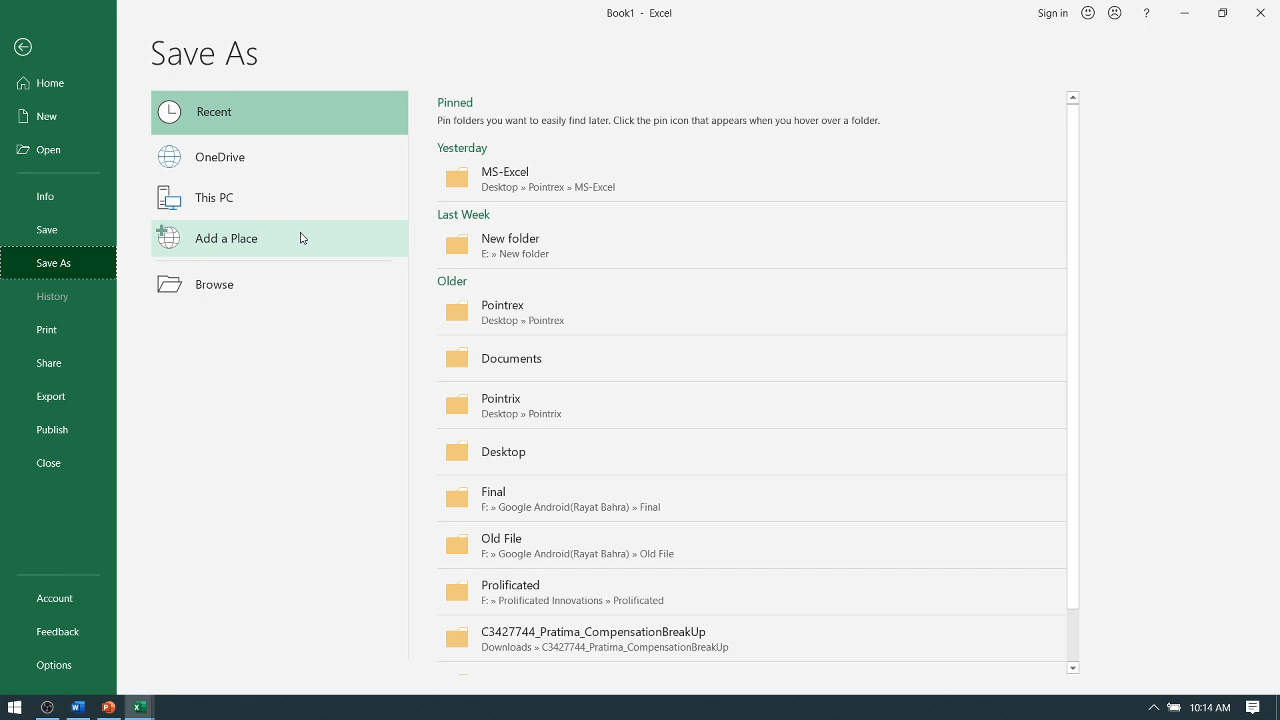 Book1 - Excel
Sign in
?
Save As
Home
New
Open
Info
Save
Save As
History
Print
Share
Export
Publish
Close
Account
Feedback
Options
Recent
OneDrive
This PC
Add a Place
Browse
Pinned
Pin folders you want to easily find later. Click the pin icon that appears when you hover over a folder.
Yesterday
MS-Excel
Desktop » Pointrex » MS-Excel
Last Week
New folder
E: » New folder
Older
Pointrex
Desktop » Pointrex
Documents
Pointrix
Desktop » Pointrix
Desktop
Final
F: » Google Android(Rayat Bahra) » Final
Old File
F: » Google Android(Rayat Bahra) » Old File
Prolificated
F: » Prolificated Innovations » Prolificated
C3427744_Pratima_CompensationBreakUp
Downloads » C3427744_Pratima_CompensationBreakUp
10:14 AM